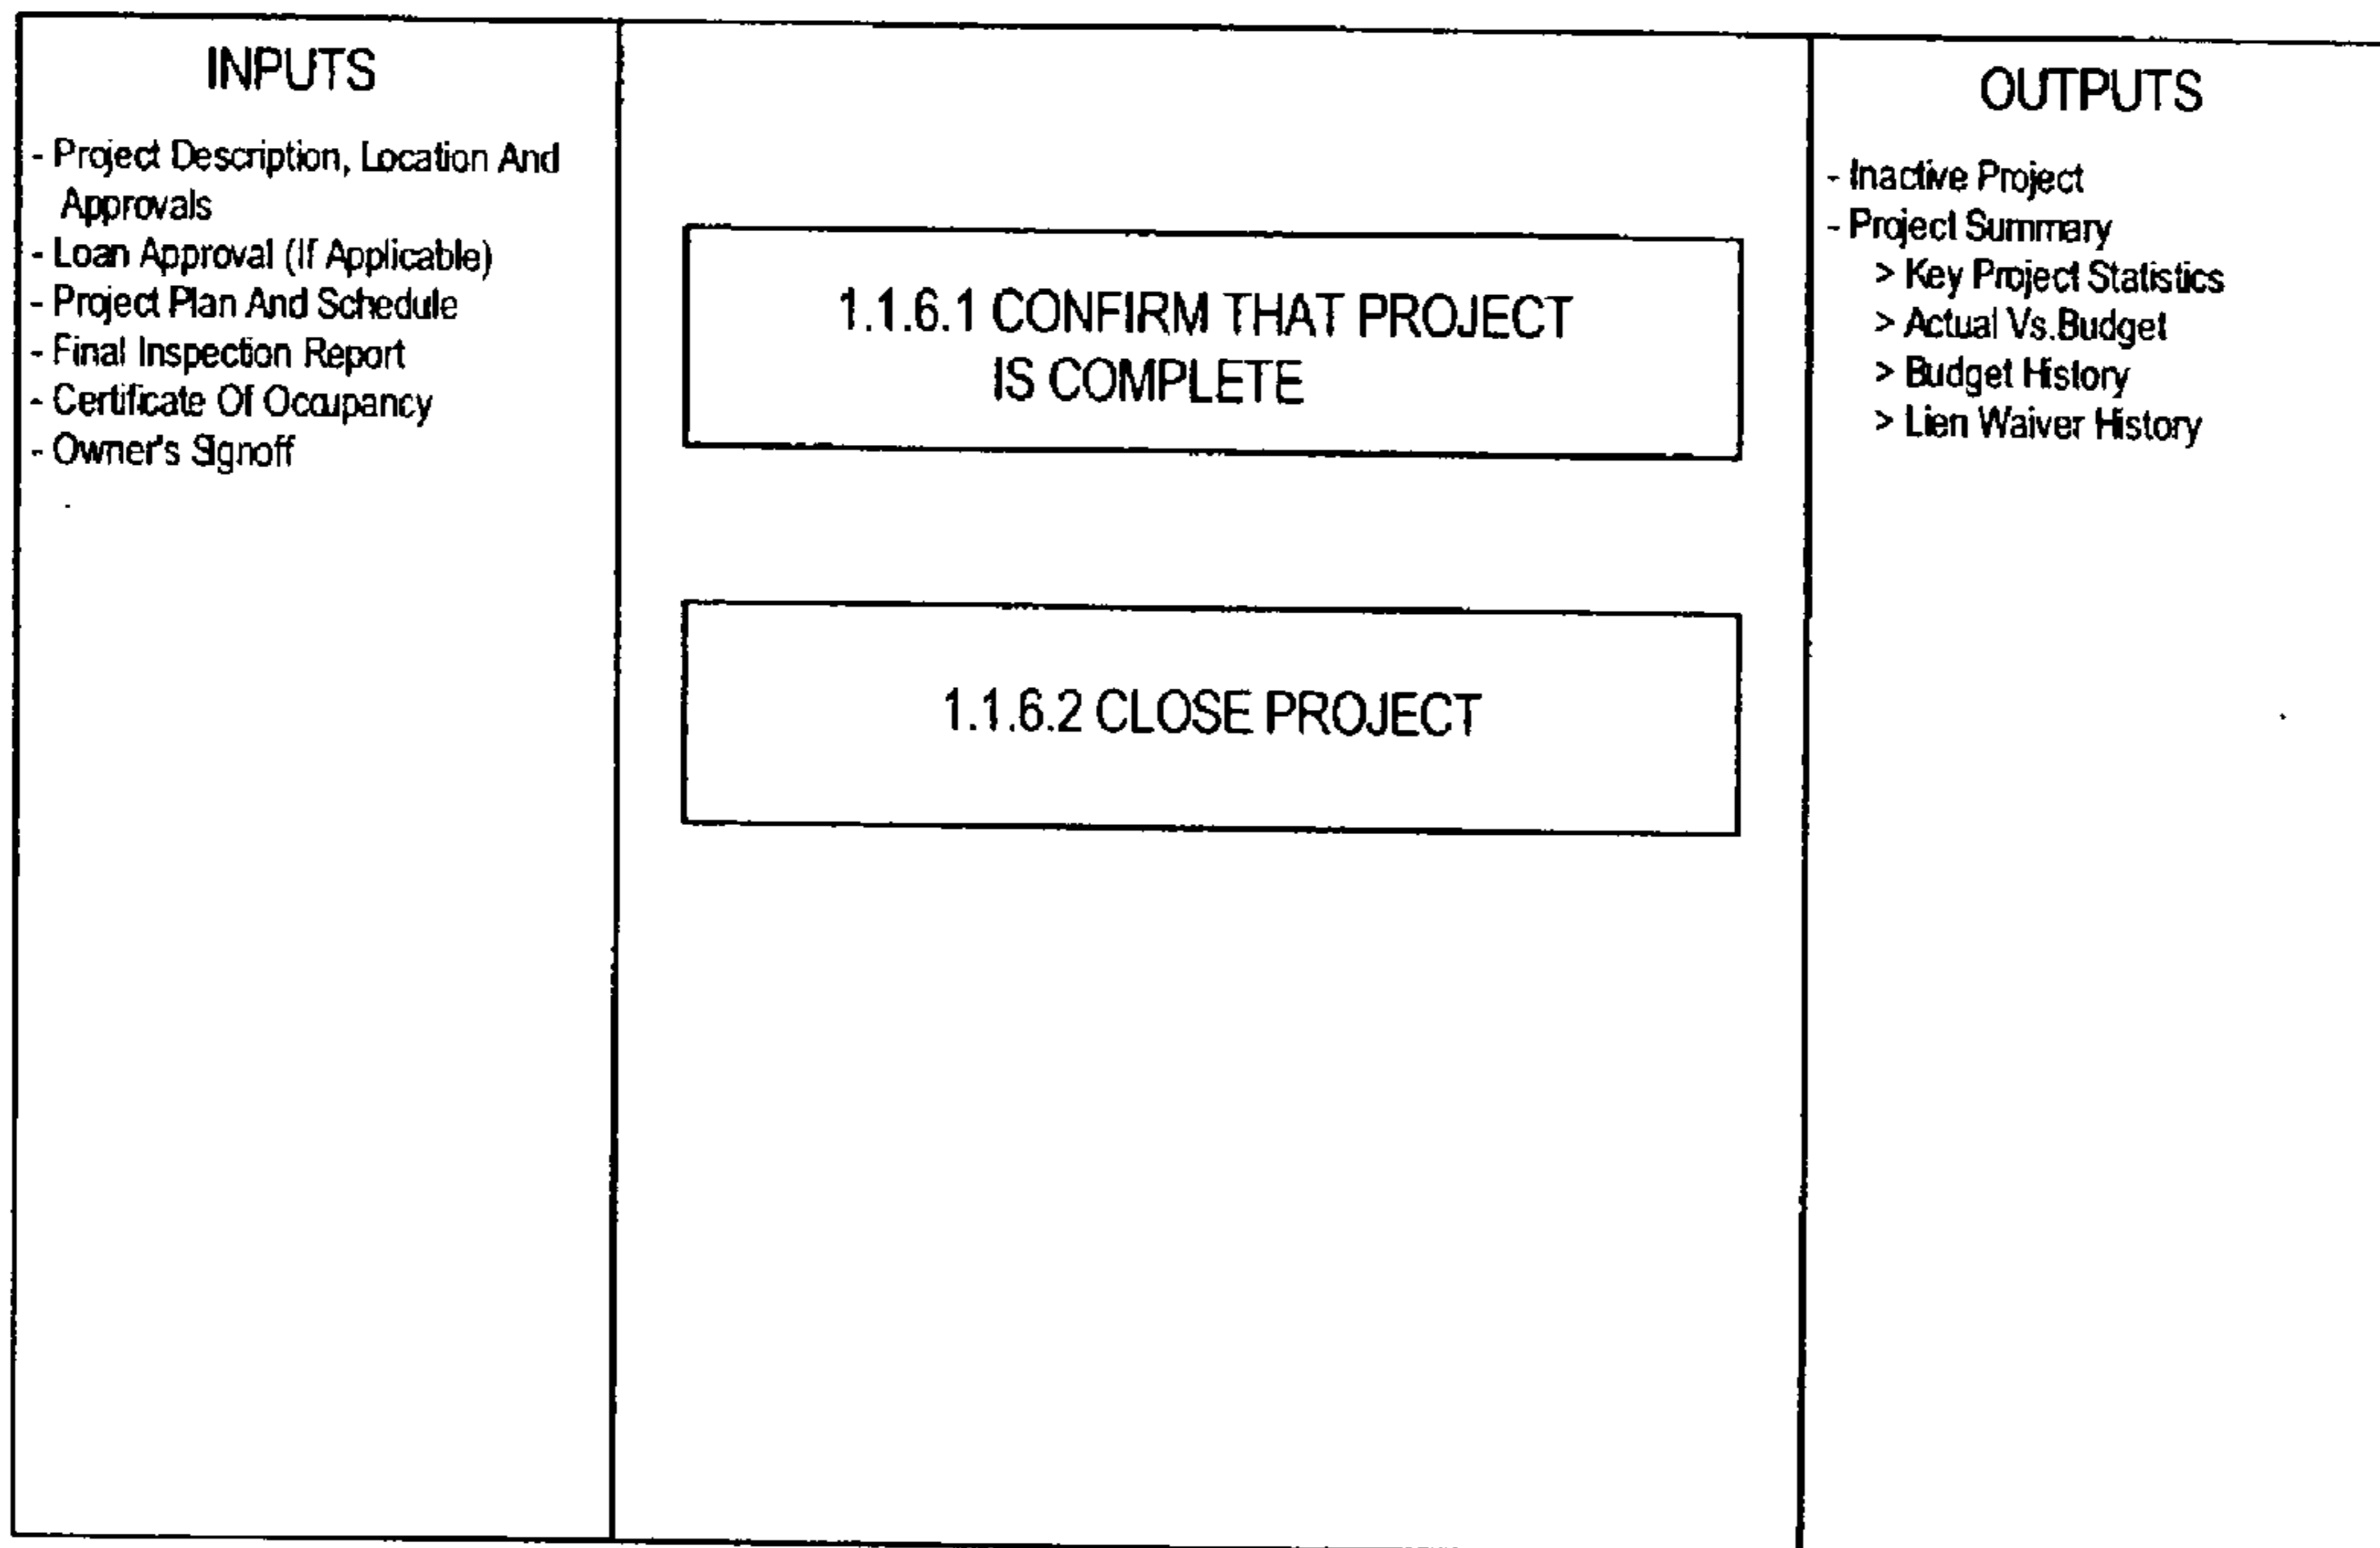 INPUTS
- Project Description, Location And
Approvals
- Loan Approval (If Applicable)
- Project Plan And Schedule
- Final Inspection Report
- Certificate Of Occupancy
- Owner's Signoff
1.1.6.1 CONFIRM THAT PROJECT
IS COMPLETE
1.1.6.2 CLOSE PROJECT
OUTPUTS
- Inactive Project
- Project Summary
> Key Project Statistics
> Actual Vs.Budget
> Budget History
> Lien Waiver History